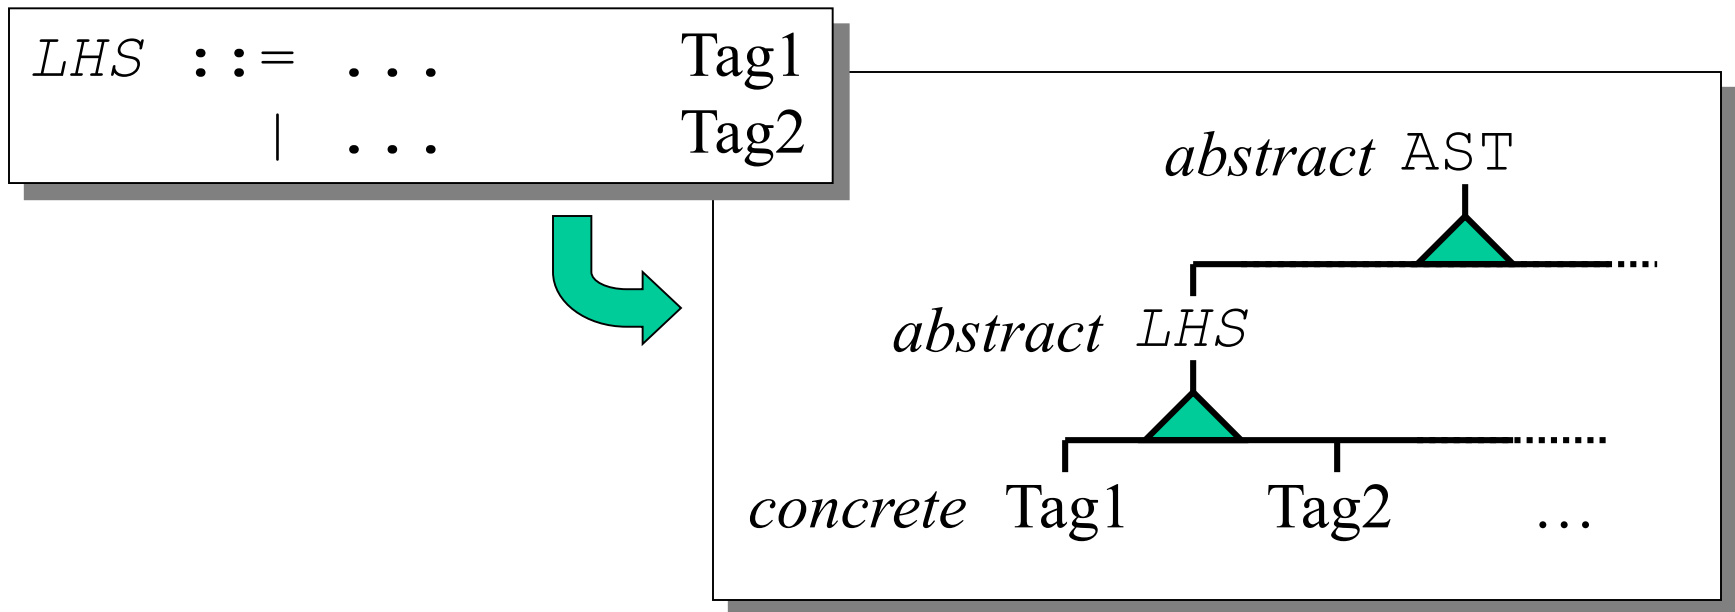 LHS ::= ... Tag1
| ... Tag2
abstract AST
abstract LHS
concrete Tag1 Tag2 ...